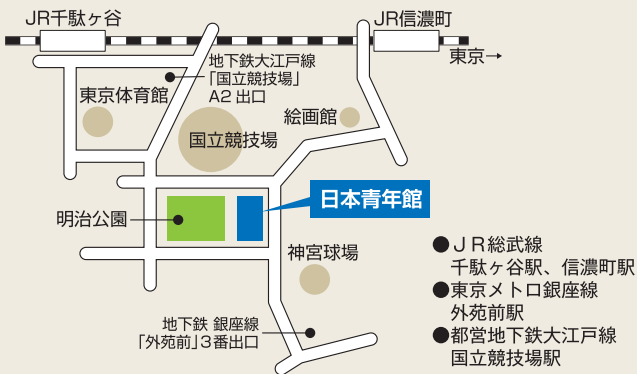 JR千駄ヶ谷
JR信濃町
東京→
地下鉄大江戸線
「国立競技場」
A2 出口
東京体育館
絵画館
国立競技場
日本青年館
明治公園
神宮球場
地下鉄 銀座線
「外苑前」3番出口
●ＪＲ総武線
千駄ヶ谷駅、信濃町駅
●東京メトロ銀座線
外苑前駅
●都営地下鉄大江戸線
国立競技場駅